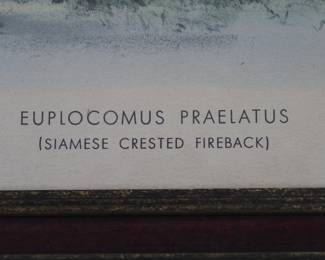 EUPLOCOMUS PRAELATUS
(SIAMESE CRESTED FIREBACK)